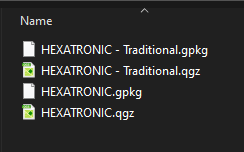 Name
HEXATRONIC - Traditional.gpkg
HEXATRONIC - Traditional.qgz
HEXATRONIC.gpkg
HEXATRONIC.qgz